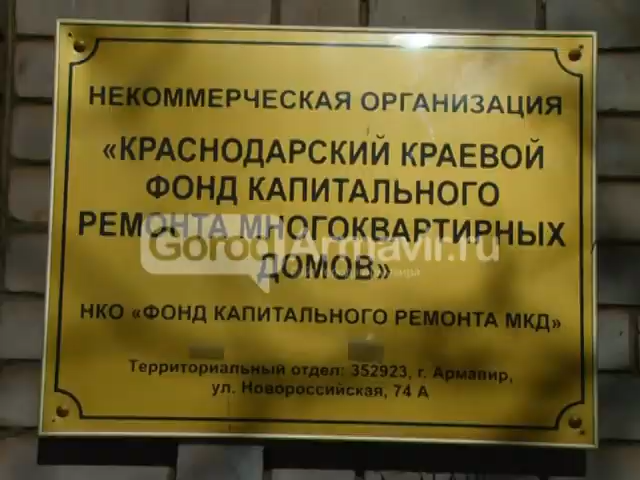 НЕКОММЕРЧЕСКАЯ ОРГАНИЗАЦИЯ
«КРАСНОДАРСКИЙ КРАЕВОЙ
ФОНД КАПИТАЛЬНОГО
РЕМОНТА МНОГОКВАРТИРНЫХ
GorodArmavir.ru
ДОМОВ»
НКО «ФОНД КАПИТАЛЬНОГО РЕМОНТА МКД»
Территориальный отдел: 352923, г. Армавир,
ул. Новороссийская, 74 А